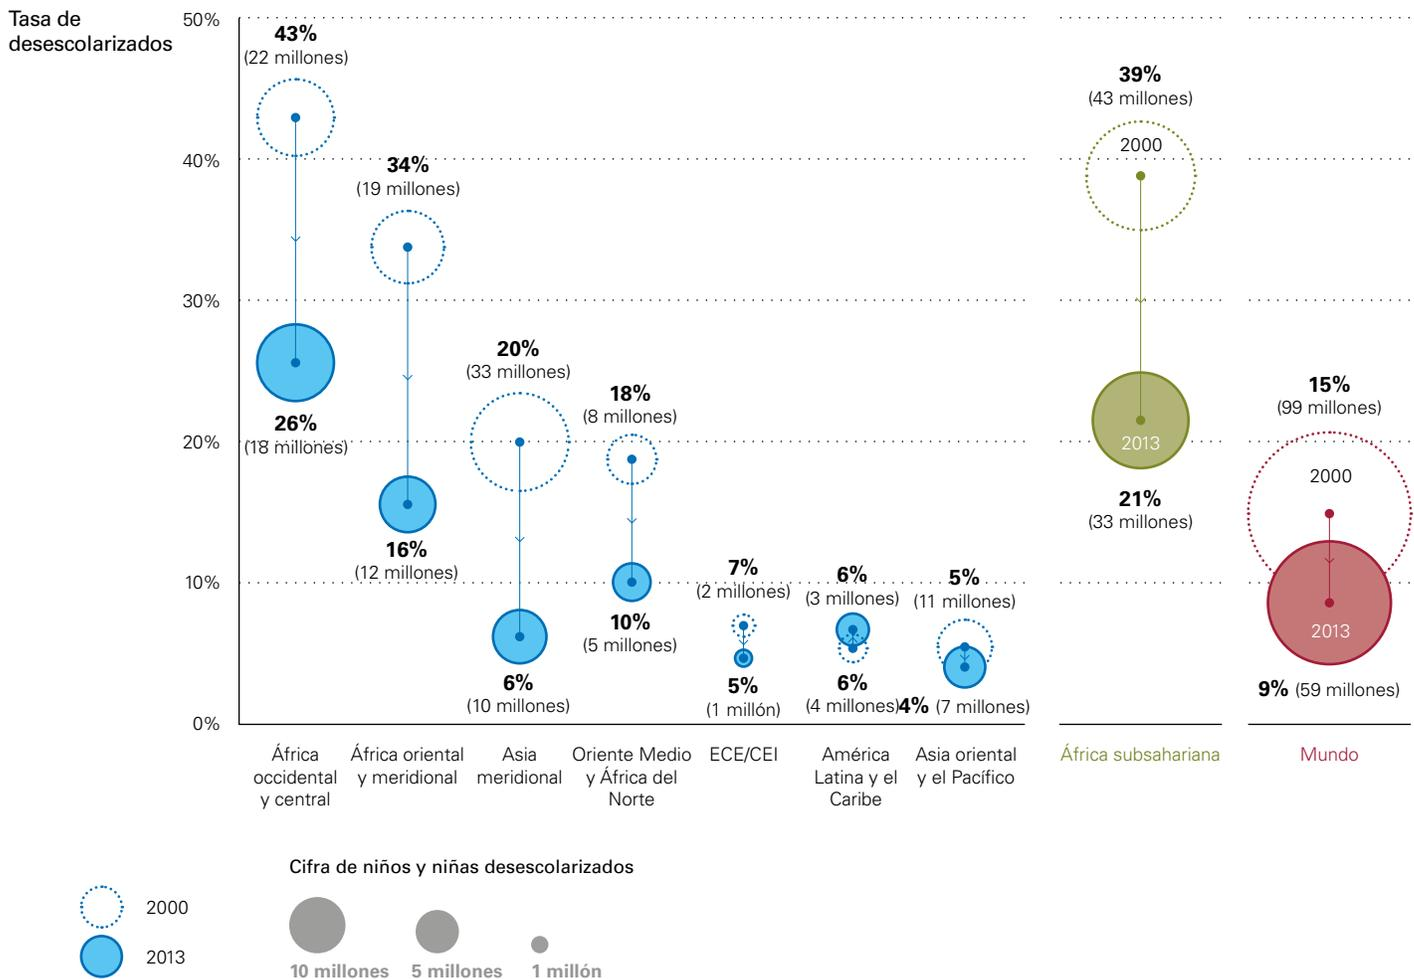 Tasa de
desescolarizados
50%
40%
30%
20%
10%
0%
43%
(22 millones)
26%
(18 millones)
34%
(19 millones)
16%
(12 millones)
20%
(33 millones)
6%
(10 millones)
18%
(8 millones)
10%
(5 millones)
7%
(2 millones)
5%
(1 millón)
6%
(3 millones)
6%
(4 millones)
5%
(11 millones)
4% (7 millones)
39%
(43 millones)
2000
2013
21%
(33 millones)
15%
(99 millones)
2000
2013
9% (59 millones)
África
occidental
y central
África oriental
y meridional
Asia
meridional
Oriente Medio
y África del
Norte
ECE/CEI
América
Latina y el
Caribe
Asia oriental
y el Pacífico
África subsahariana
Mundo
2000
2013
Cifra de niños y niñas desescolarizados
10 millones
5 millones
1 millón